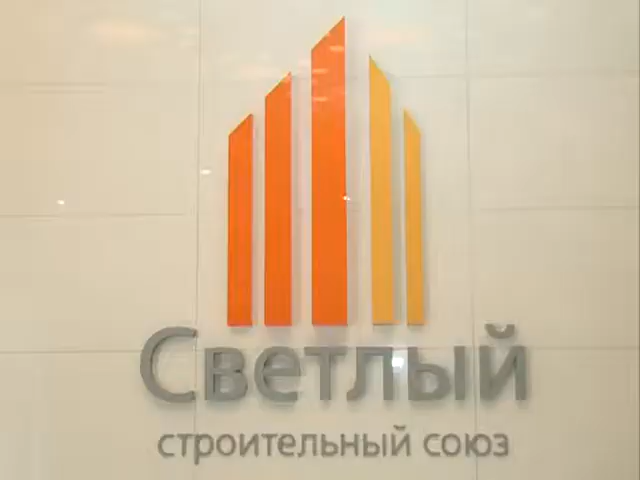 Светлый
строительный союз